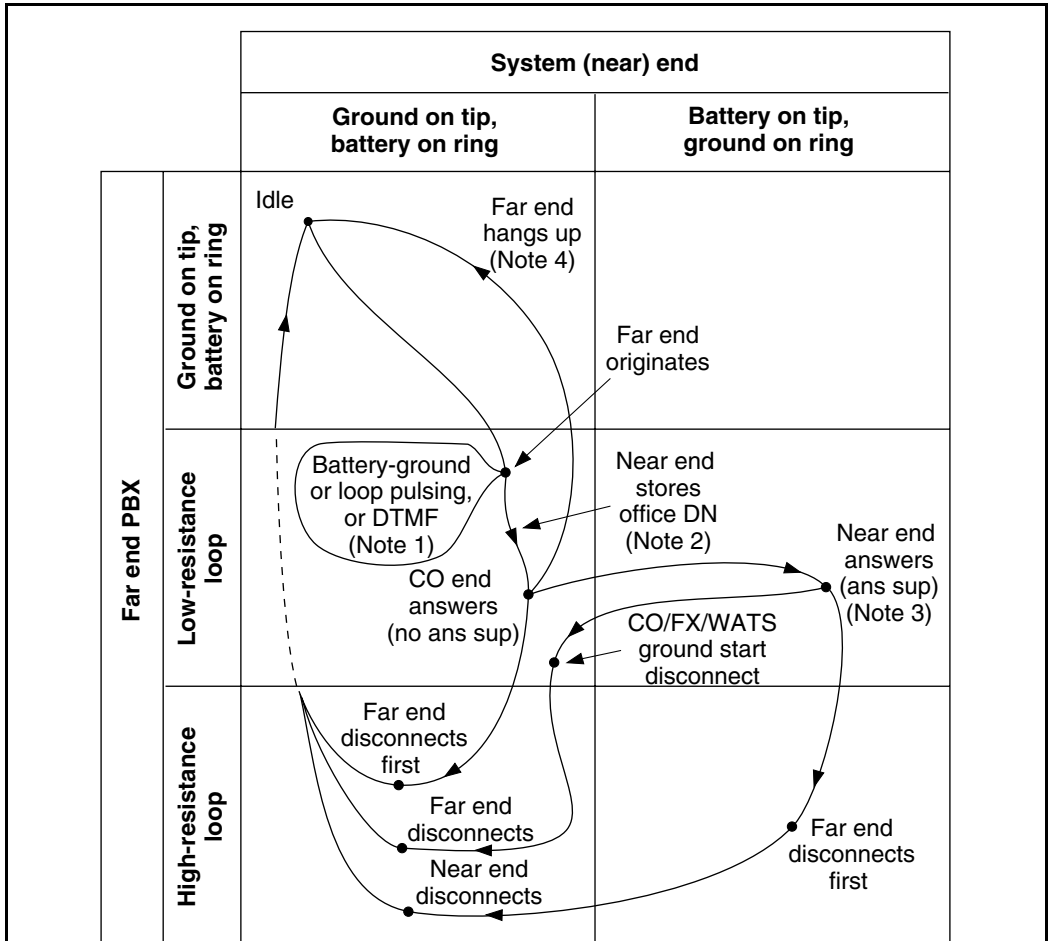 System (near) end
Ground on tip,
battery on ring
Battery on tip,
ground on ring
Far end PBX
Ground on tip,
battery on ring
Idle
Far end
hangs up
(Note 4)
Far end
originates
Low-resistance
loop
Battery-ground
or loop pulsing,
or DTMF
(Note 1)
Near end
stores
office DN
(Note 2)
CO end
answers
(no ans sup)
Near end
answers
(ans sup)
(Note 3)
CO/FX/WATS
ground start
disconnect
High-resistance
loop
Far end
disconnects
first
Far end
disconnects
Near end
disconnects
Far end
disconnects
first